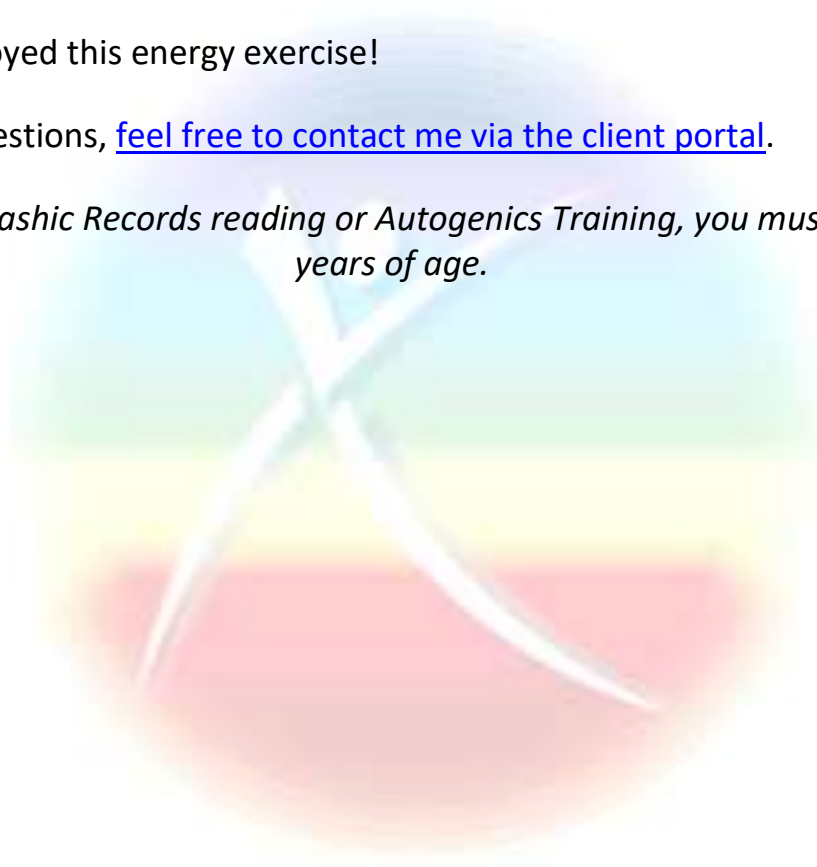 oyed this energy exercise!
estions, feel free to contact me via the client portal.
ashic Records reading or Autogenics Training, you mus
years of age.